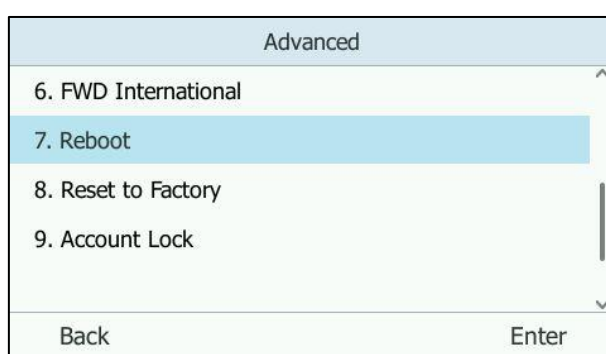 Advanced
6. FWD International
7. Reboot
8. Reset to Factory
9. Account Lock
Back Enter